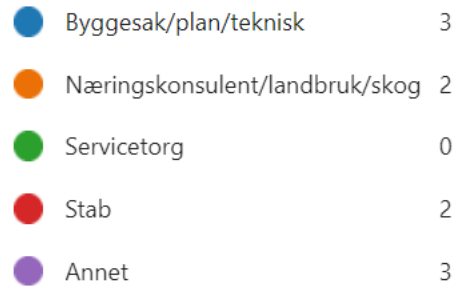 Byggesak/plan/teknisk 3
Næringskonsulent/landbruk/skog 2
Servicetorg 0
Stab 2
Annet 3